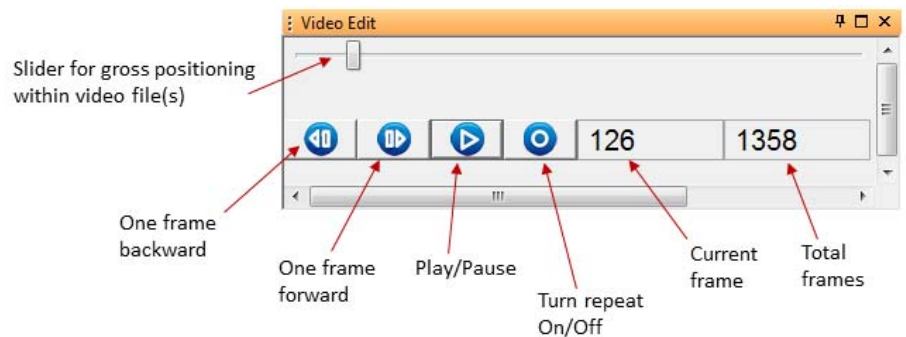 Video Edit
Slider for gross positioning
within video file(s)
126
1358
One frame
backward
One frame
forward
Play/Pause
Turn repeat
On/Off
Current
frame
Total
frames